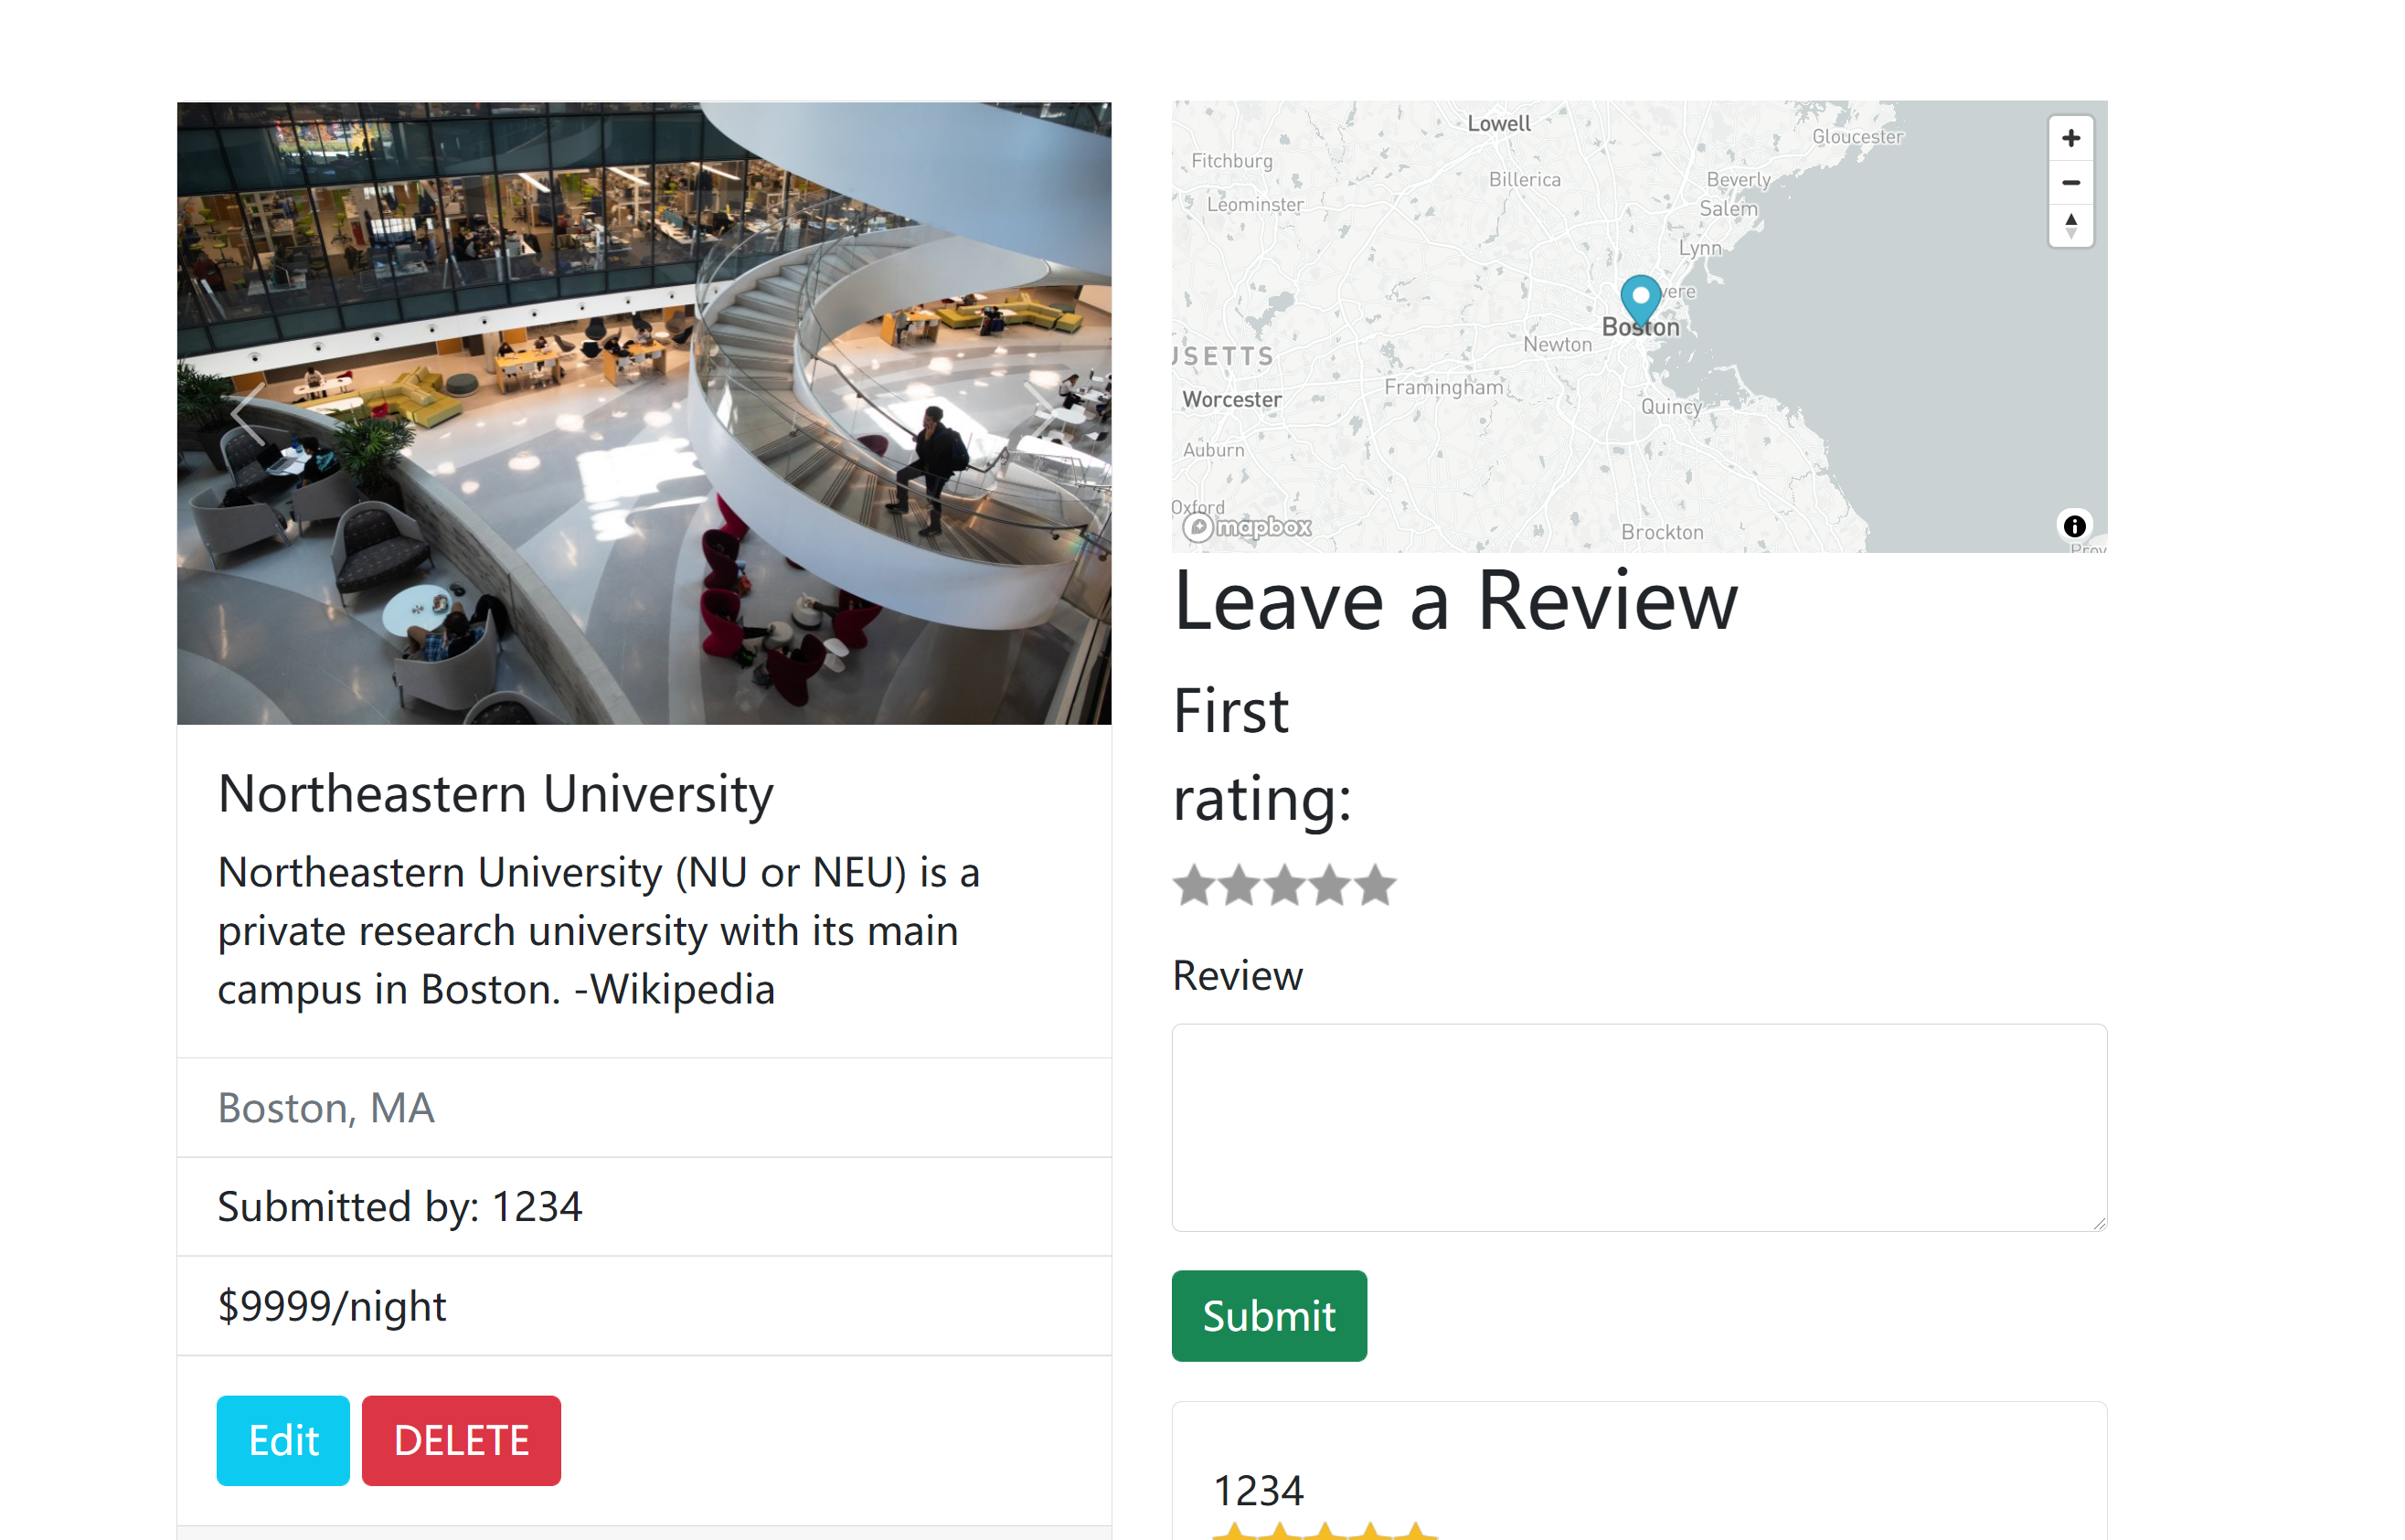 Northeastern University
Northeastern University (NU or NEU) is a
private research university with its main
campus in Boston. -Wikipedia
Boston, MA
Submitted by: 1234
$9999/night
Edit
DELETE
Lowell
Gloucester
Fitchburg
Billerica
Beverly
Leominster
Salem
Lynn
vere
Boston
Newton
USETTS
Framingham
Worcester
Quincy
Auburn
Oxford
mapbox
Brockton
Prov
Leave a Review
First
rating:
Review
Submit
1234